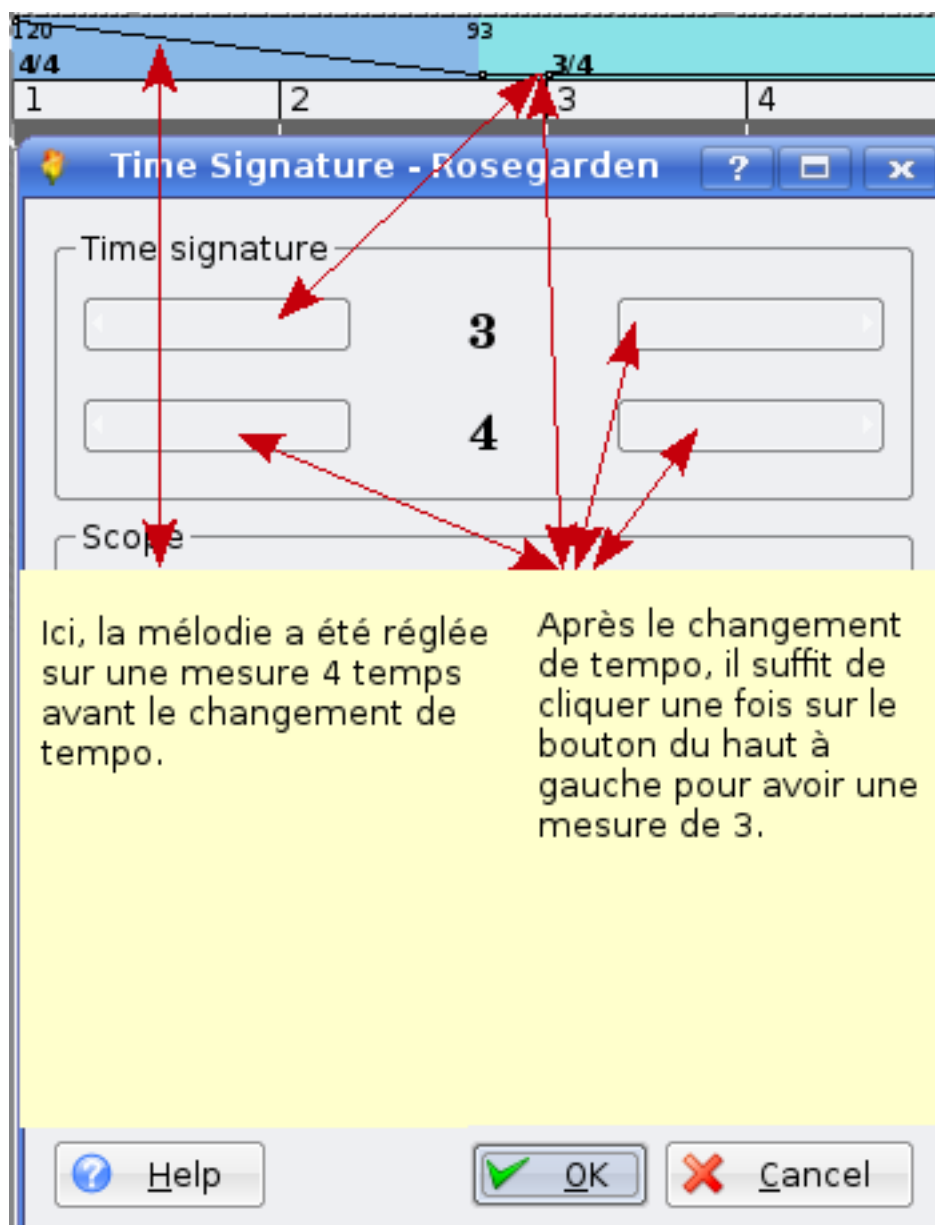 120 93
4/4 3/4
1 2 3 4
Time Signature - Rosegarden ?
Time signature
3
4
Scope
Ici, la mélodie a été réglée
sur une mesure 4 temps
avant le changement de
tempo.
Après le changement
de tempo, il suffit de
cliquer une fois sur le
bouton du haut à
gauche pour avoir une
mesure de 3.
Help OK Cancel